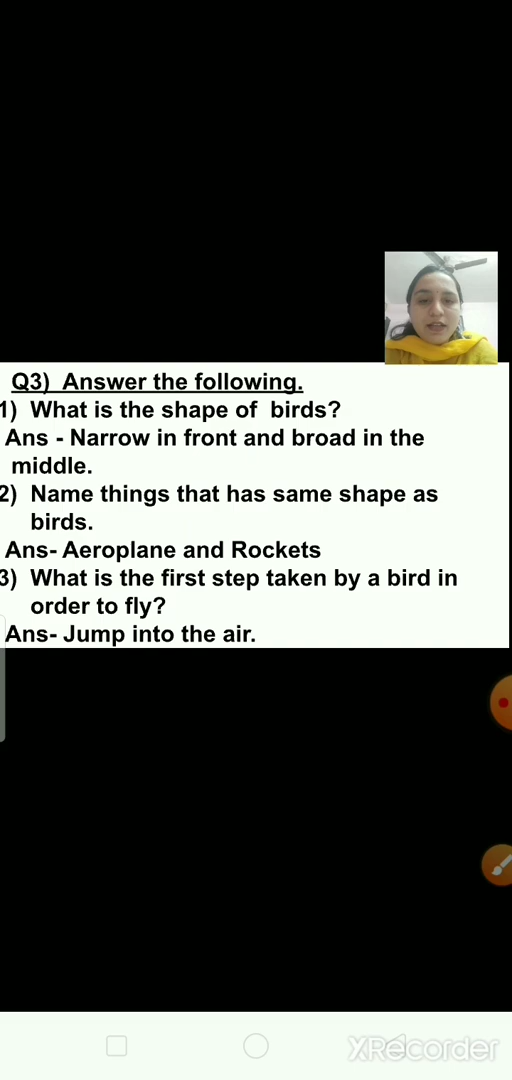 Q3) Answer the following.
1) What is the shape of birds?
Ans - Narrow in front and broad in the
middle.
2) Name things that has same shape as
birds.
Ans- Aeroplane and Rockets
3) What is the first step taken by a bird in
order to fly?
Ans- Jump into the air.
XRecorder